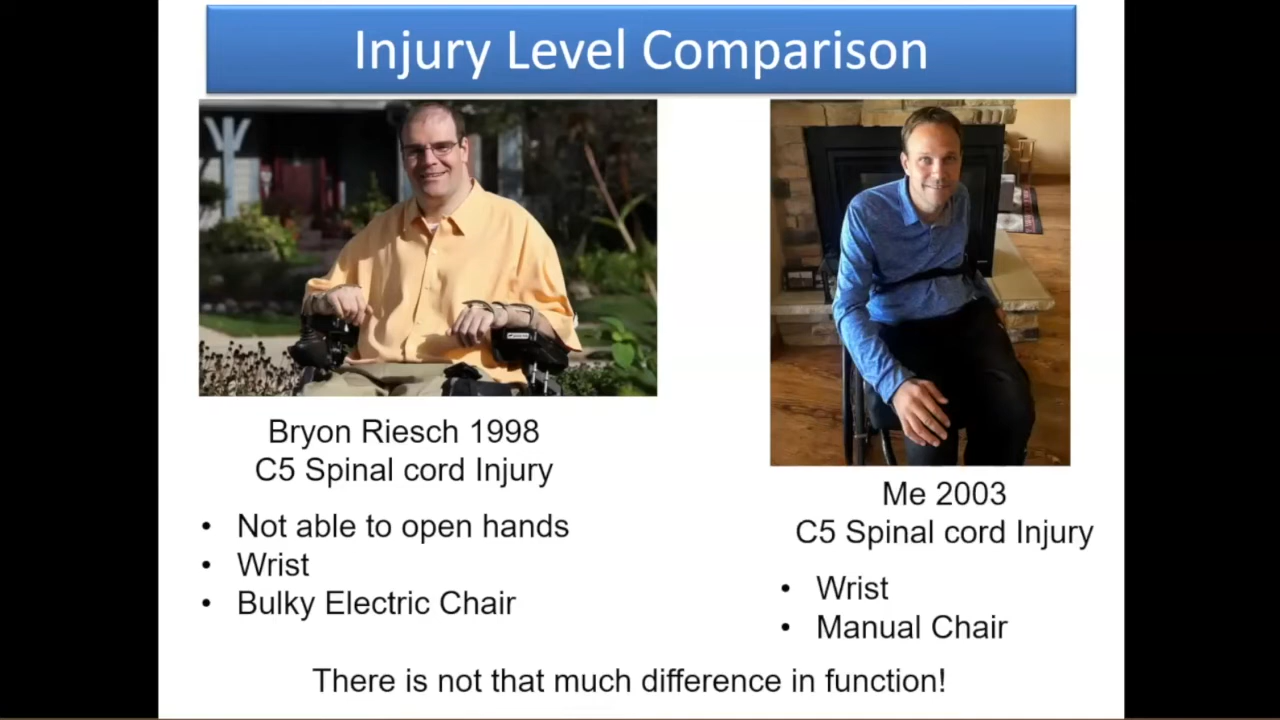 Injury Level Comparison
Bryon Riesch 1998
C5 Spinal cord Injury
• Not able to open hands
• Wrist
• Bulky Electric Chair
Me 2003
C5 Spinal cord Injury
• Wrist
• Manual Chair
There is not that much difference in function!